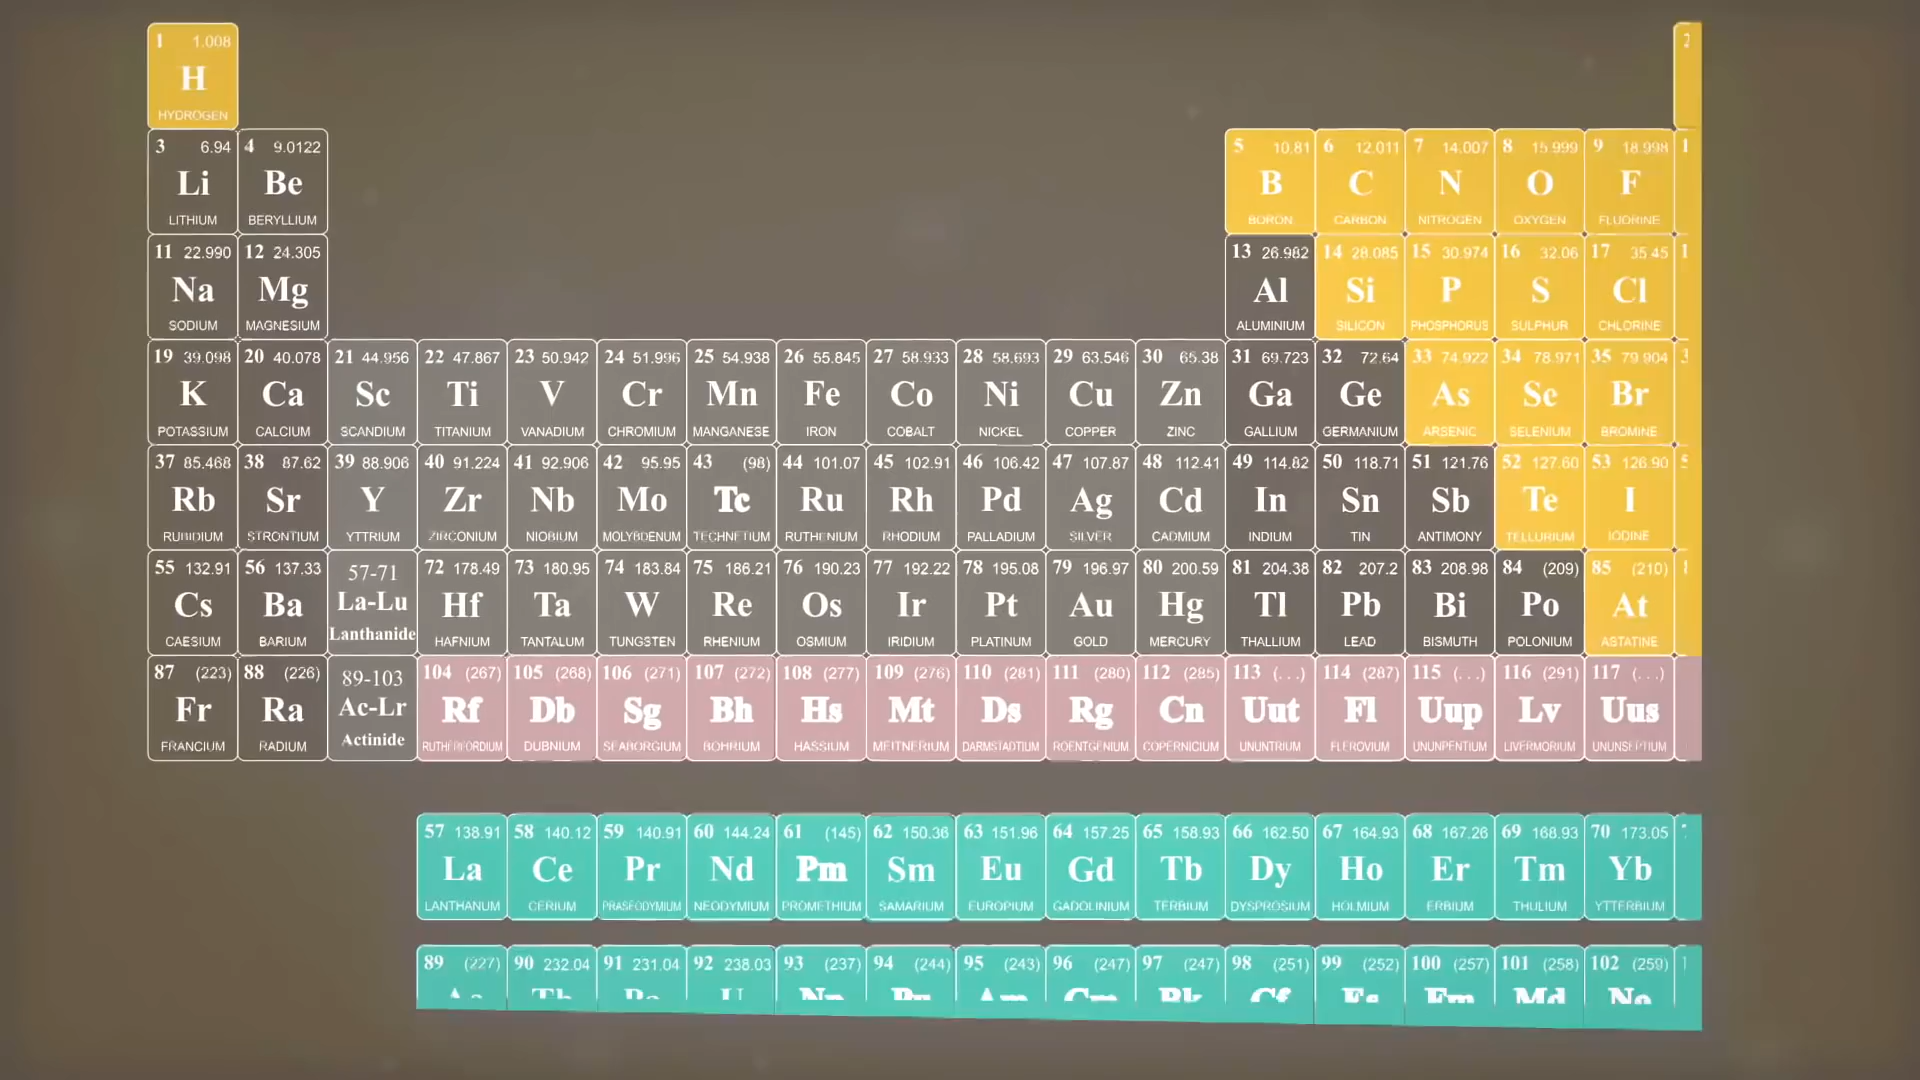 1 1.008 2
H
HYDROGEN
3 6.94 4 9.0122 5 10.81 6 12.011 7 14.007 8 15.999 9 18.998
Li Be B C N O F
LITHIUM BERYLLIUM BORON CARBON NITROGEN OXYGEN FLUORINE
11 22.990 12 24.305 13 26.982 14 28.085 15 30.974 16 32.06 17 35.45
Na Mg Al Si P S Cl
SODIUM MAGNESIUM ALUMINIUM SILICON PHOSPHORUS SULPHUR CHLORINE
19 39.098 20 40.078 21 44.956 22 47.867 23 50.942 24 51.996 25 54.938 26 55.845 27 58.933 28 58.693 29 63.546 30 65.38 31 69.723 32 72.64 33 74.922 34 78.971 35 79.904
K Ca Sc Ti V Cr Mn Fe Co Ni Cu Zn Ga Ge As Se Br
POTASSIUM CALCIUM SCANDIUM TITANIUM VANADIUM CHROMIUM MANGANESE IRON COBALT NICKEL COPPER ZINC GALLIUM GERMANIUM ARSENIC SELENIUM BROMINE
37 85.468 38 87.62 39 88.906 40 91.224 41 92.906 42 95.95 43 (98) 44 101.07 45 102.91 46 106.42 47 107.87 48 112.41 49 114.82 50 118.71 51 121.76 52 127.60 53 126.90
Rb Sr Y Zr Nb Mo Tc Ru Rh Pd Ag Cd In Sn Sb Te I
RUBIDIUM STRONTIUM YTTRIUM ZIRCONIUM NIOBIUM MOLYBDENUM TECHNETIUM RUTHENIUM RHODIUM PALLADIUM SILVER CADMIUM INDIUM TIN ANTIMONY TELLURIUM IODINE
55 132.91 56 137.33 57-71 72 178.49 73 180.95 74 183.84 75 186.21 76 190.23 77 192.22 78 195.08 79 196.97 80 200.59 81 204.38 82 207.2 83 208.98 84 (209) 85 (210)
Cs Ba La-Lu Hf Ta W Re Os Ir Pt Au Hg Tl Pb Bi Po At
CAESIUM BARIUM Lanthanide HAFNIUM TANTALUM TUNGSTEN RHENIUM OSMIUM IRIDIUM PLATINUM GOLD MERCURY THALLIUM LEAD BISMUTH POLONIUM ASTATINE
87 (223) 88 (226) 89-103 104 (267) 105 (268) 106 (271) 107 (272) 108 (277) 109 (276) 110 (281) 111 (280) 112 (285) 113 (...) 114 (287) 115 (...) 116 (291) 117 (...)
Fr Ra Ac-Lr Rf Db Sg Bh Hs Mt Ds Rg Cn Uut Fl Uup Lv Uus
FRANCIUM RADIUM Actinide RUTHERFORDIUM DUBNIUM SEABORGIUM BOHRIUM HASSIUM MEITNERIUM DARMSTADTIUM ROENTGENIUM COPERNICIUM UNUNTRIUM FLEROVIUM UNUNPENTIUM LIVERMORIUM UNUNSEPTIUM
57 138.91 58 140.12 59 140.91 60 144.24 61 (145) 62 150.36 63 151.96 64 157.25 65 158.93 66 162.50 67 164.93 68 167.26 69 168.93 70 173.05
La Ce Pr Nd Pm Sm Eu Gd Tb Dy Ho Er Tm Yb
LANTHANUM CERIUM PRASEODYMIUM NEODYMIUM PROMETHIUM SAMARIUM EUROPIUM GADOLINIUM TERBIUM DYSPROSIUM HOLMIUM ERBIUM THULIUM YTTERBIUM
89 (227) 90 232.04 91 231.04 92 238.03 93 (237) 94 (244) 95 (243) 96 (247) 97 (247) 98 (251) 99 (252) 100 (257) 101 (258) 102 (259)